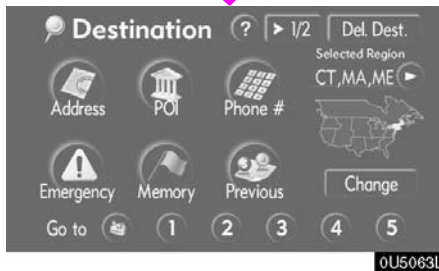 Destination ? > 1/2 Del. Dest.
Selected Region
CT,MA,ME
Address POI Phone #
Emergency Memory Previous
Change
Go to 1 2 3 4 5
0U5063L